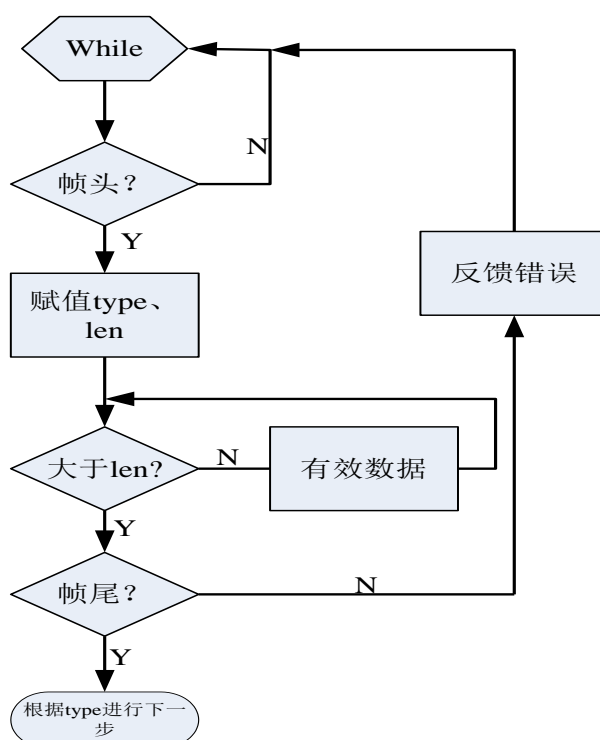 While
N
帧头?
Y
反馈错误
赋值type、
len
大于len?
N
有效数据
Y
帧尾?
N
Y
根据type进行下一
步